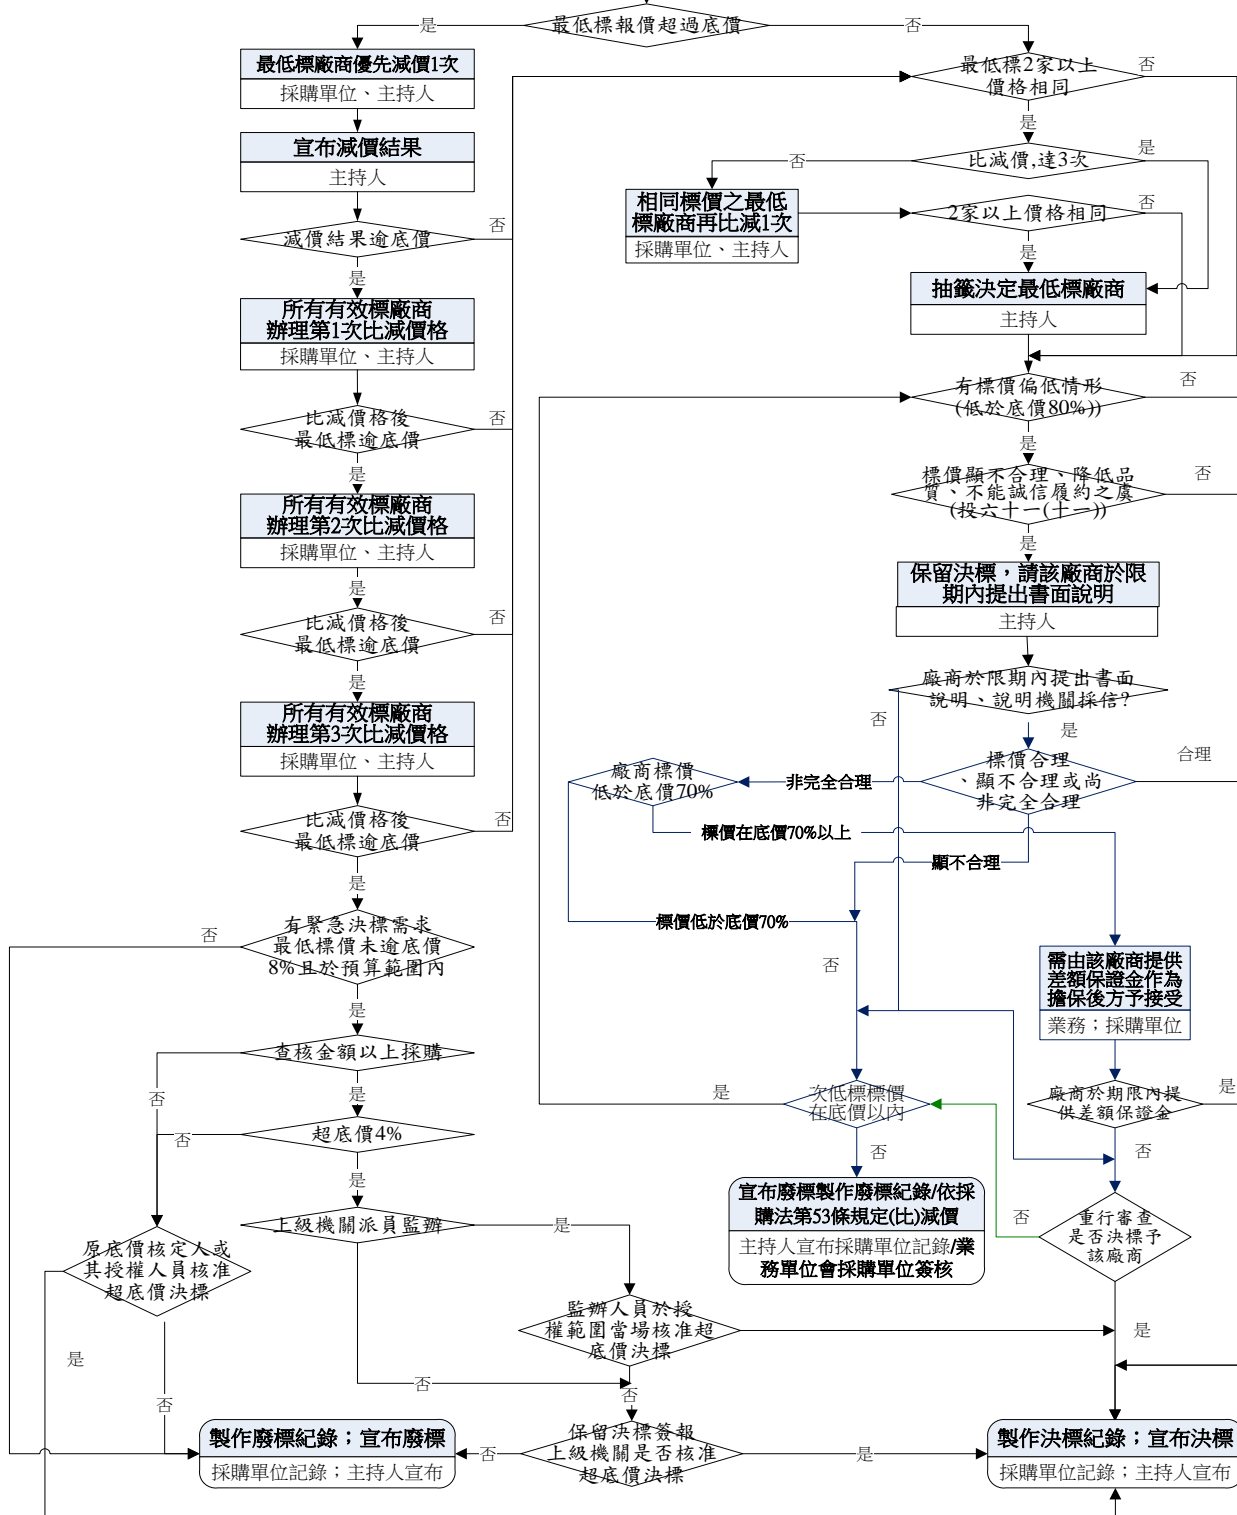 最低標報價超過底價
是
否
最低標廠商優先減價1次
採購單位、主持人
宣布減價結果
主持人
減價結果逾底價
否
是
所有有效標廠商
辦理第1次比減價格
採購單位、主持人
比減價格後
最低標逾底價
否
是
所有有效標廠商
辦理第2次比減價格
採購單位、主持人
比減價格後
最低標逾底價
否
是
所有有效標廠商
辦理第3次比減價格
採購單位、主持人
比減價格後
最低標逾底價
否
是
有緊急決標需求
最低標價未逾底價
8%且於預算範圍內
否
是
查核金額以上採購
否
是
超底價4%
否
是
上級機關派員監辦
是
否
原底價核定人或
其授權人員核准
超底價決標
是
否
監辦人員於授
權範圍當場核准超
底價決標
是
否
保留決標簽報
上級機關是否核准
超底價決標
否
是
製作廢標紀錄；宣布廢標
採購單位記錄；主持人宣布
最低標2家以上
價格相同
否
是
比減價,達3次
否
是
相同標價之最低
標廠商再比減1次
採購單位、主持人
2家以上價格相同
否
是
抽籤決定最低標廠商
主持人
有標價偏低情形
(低於底價80%))
否
是
標價顯不合理、降低品
質、不能誠信履約之虞
(投六十一(十一))
否
是
保留決標，請該廠商於限
期內提出書面說明
主持人
廠商於限期內提出書面
說明、說明機關採信?
否
是
標價合理
、顯不合理或尚
非完全合理
合理
非完全合理
顯不合理
廠商標價
低於底價70%
標價在底價70%以上
標價低於底價70%
否
需由該廠商提供
差額保證金作為
擔保後方予接受
業務；採購單位
廠商於期限內提
供差額保證金
是
否
次低標標價
在底價以內
是
否
宣布廢標製作廢標紀錄/依採
購法第53條規定(比)減價
主持人宣布採購單位記錄/業
務單位會採購單位簽核
重行審查
是否決標予
該廠商
否
是
製作決標紀錄；宣布決標
採購單位記錄；主持人宣布